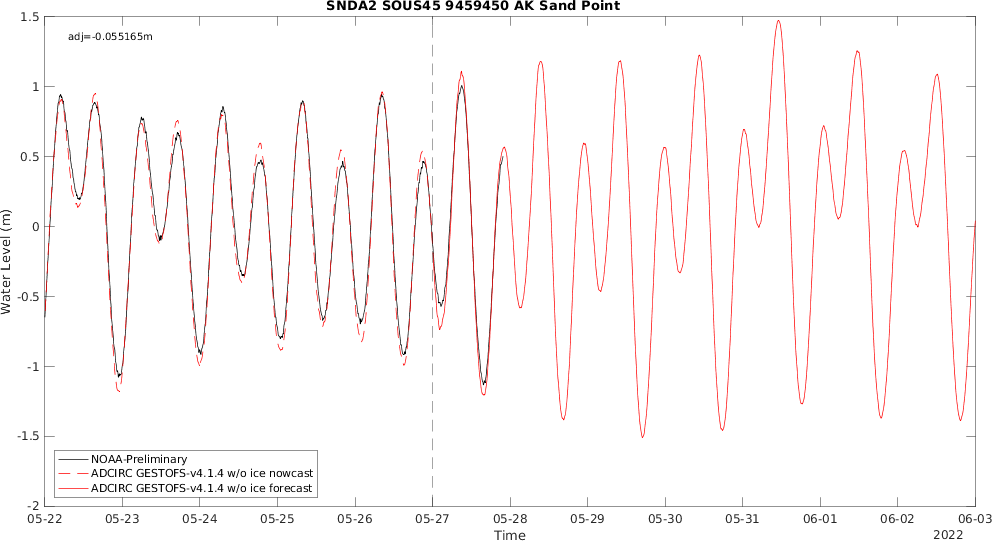 SNDA2 SOUS45 9459450 AK Sand Point
adj=-0.055165m
1.5
1
0.5
0
-0.5
-1
-1.5
-2
Water Level (m)
NOAA-Preliminary
ADCIRC GESTOFS-v4.1.4 w/o ice nowcast
ADCIRC GESTOFS-v4.1.4 w/o ice forecast
05-22 05-23 05-24 05-25 05-26 05-27 05-28 05-29 05-30 05-31 06-01 06-02 06-03
Time
2022